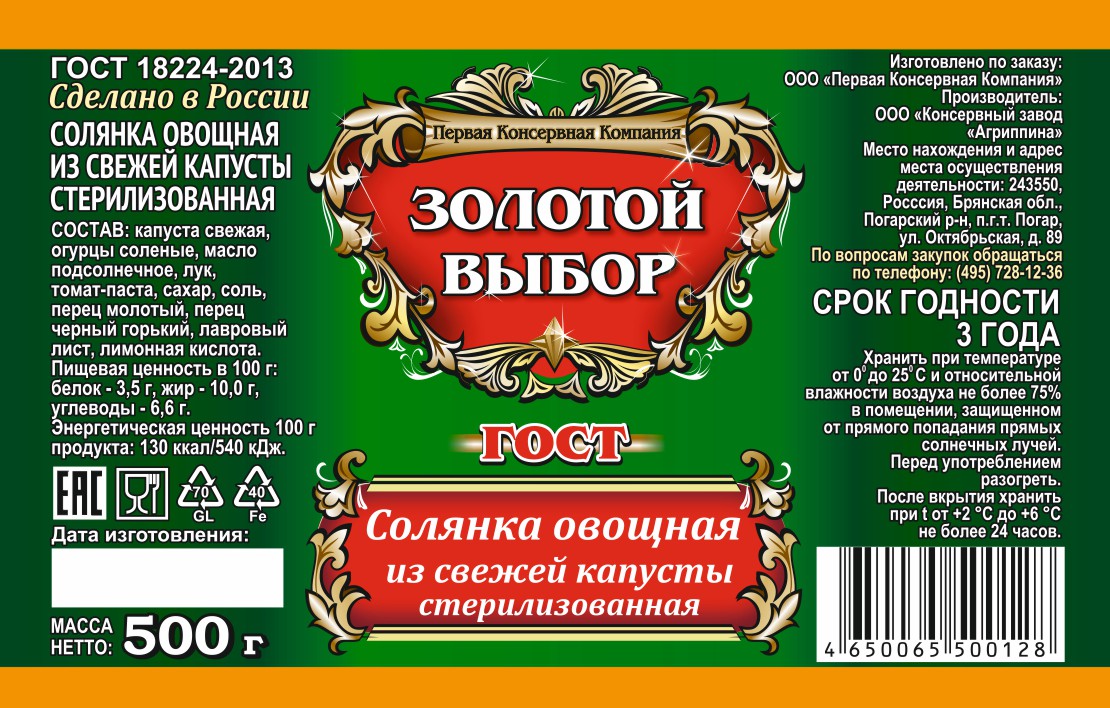 ГОСТ 18224-2013
Сделано в России
СОЛЯНКА ОВОЩНАЯ
ИЗ СВЕЖЕЙ КАПУСТЫ
СТЕРИЛИЗОВАННАЯ
СОСТАВ: капуста свежая,
огурцы соленые, масло
подсолнечное, лук,
томат-паста, сахар, соль,
перец молотый, перец
черный горький, лавровый
лист, лимонная кислота.
Пищевая ценность в 100 г:
белок - 3,5 г, жир - 10,0 г,
углеводы - 6,6 г.
Энергетическая ценность 100 г
продукта: 130 ккал/540 кДж.
ЕАС
70
GL
40
Fe
Дата изготовления:
МАССА
НЕТТО: 500 г
Первая Консервная Компания
ЗОЛОТОЙ
ВЫБОР
ГОСТ
Солянка овощная
из свежей капусты
стерилизованная
Изготовлено по заказу:
ООО «Первая Консервная Компания»
Производитель:
ООО «Консервный завод
«Агриппина»
Место нахождения и адрес
места осуществления
деятельности: 243550,
Росссия, Брянская обл.,
Погарский р-н, п.г.т. Погар,
ул. Октябрьская, д. 89
По вопросам закупок обращаться
по телефону: (495) 728-12-36
СРОК ГОДНОСТИ
3 ГОДА
Хранить при температуре
от 0⁰ до 25⁰С и относительной
влажности воздуха не более 75%
в помещении, защищенном
от прямого попадания прямых
солнечных лучей.
Перед употреблением
разогреть.
После вкрытия хранить
при t от +2 °С до +6 °С
не более 24 часов.
4 650065 500128